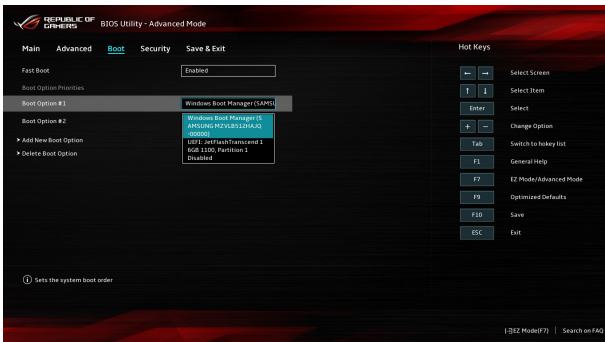 REPUBLIC OF
GAMERS
BIOS Utility - Advanced Mode
Main Advanced Boot Security Save & Exit
Hot Keys
Fast Boot
Enabled
Boot Option Priorities
Boot Option #1
Windows Boot Manager (SAMSU
Boot Option #2
Windows Boot Manager (S
AMSUNG MZVLB512HAJQ
-00000)
UEFI: JetFlashTranscend 1
6GB 1100, Partition 1
Disabled
> Add New Boot Option
> Delete Boot Option
← → Select Screen
↑ ↓ Select Item
Enter Select
+ − Change Option
Tab Switch to hokey list
F1 General Help
F7 EZ Mode/Advanced Mode
F9 Optimized Defaults
F10 Save
ESC Exit
i Sets the system boot order
EZ Mode(F7) | Search on FAQ